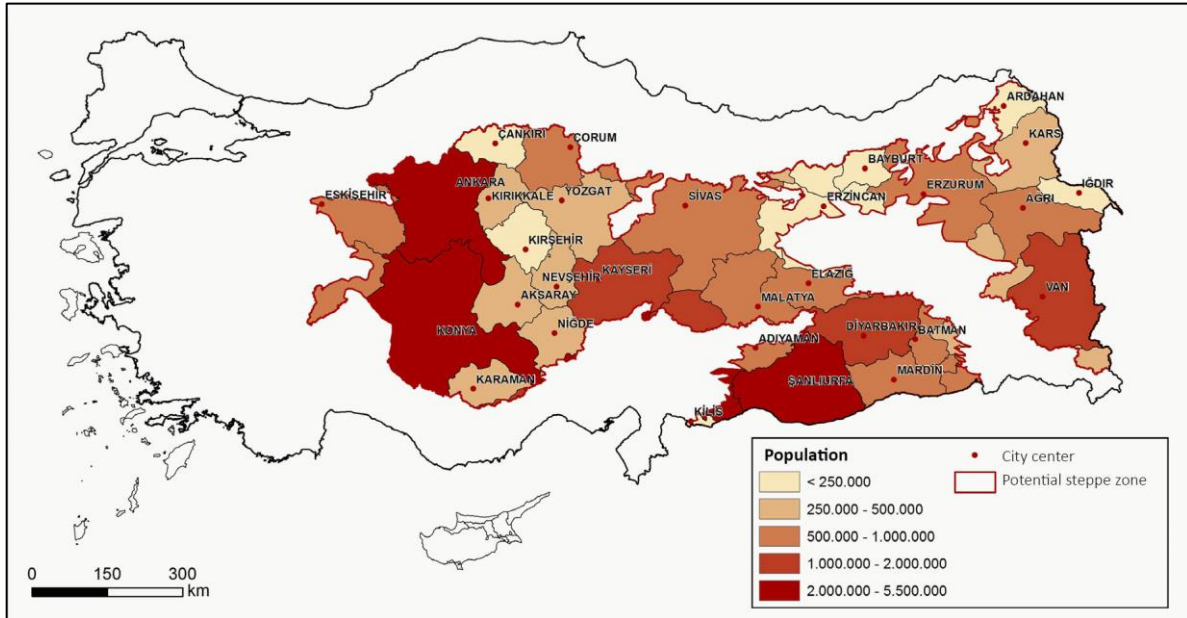 ARDAHAN
ÇANKIRI
ÇORUM
KARS
BAYBURT
ANKARA
ESKİŞEHİR
KIRIKKALE
YOZGAT
SİVAS
ERZURUM
IĞDIR
ERZİNCAN
AGRI
KIRŞEHİR
KAYSERİ
NEVŞEHİR
ELAZIĞ
VAN
AKSARAY
MALATYA
KONYA
NİĞDE
DİYARBAKIR
BATMAN
ADIYAMAN
KARAMAN
ŞANLIURFA
MARDİN
KİLİS
Population
< 250.000
250.000 - 500.000
500.000 - 1.000.000
1.000.000 - 2.000.000
2.000.000 - 5.500.000
City center
Potential steppe zone
0 150 300
km